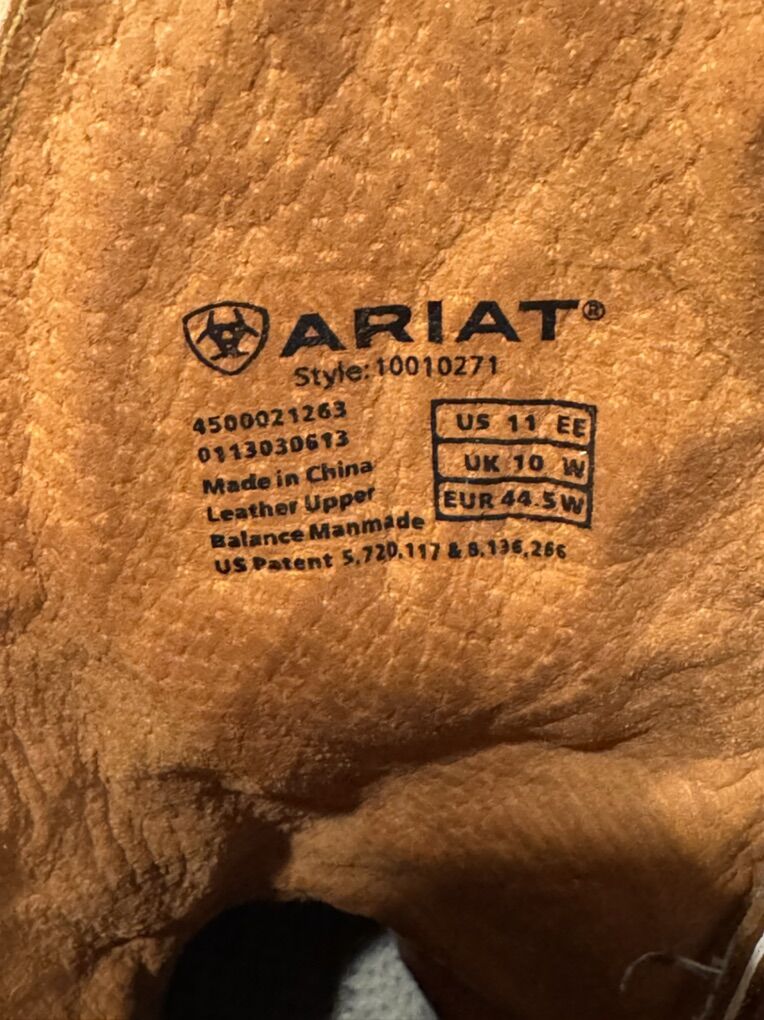 ARIAT®
Style: 10010271
4500021263
0113030613
Made in China
Leather Upper
Balance Manmade
US Patent 5,720,117 & 8,136,266
US 11 EE
UK 10 W
EUR 44.5 W